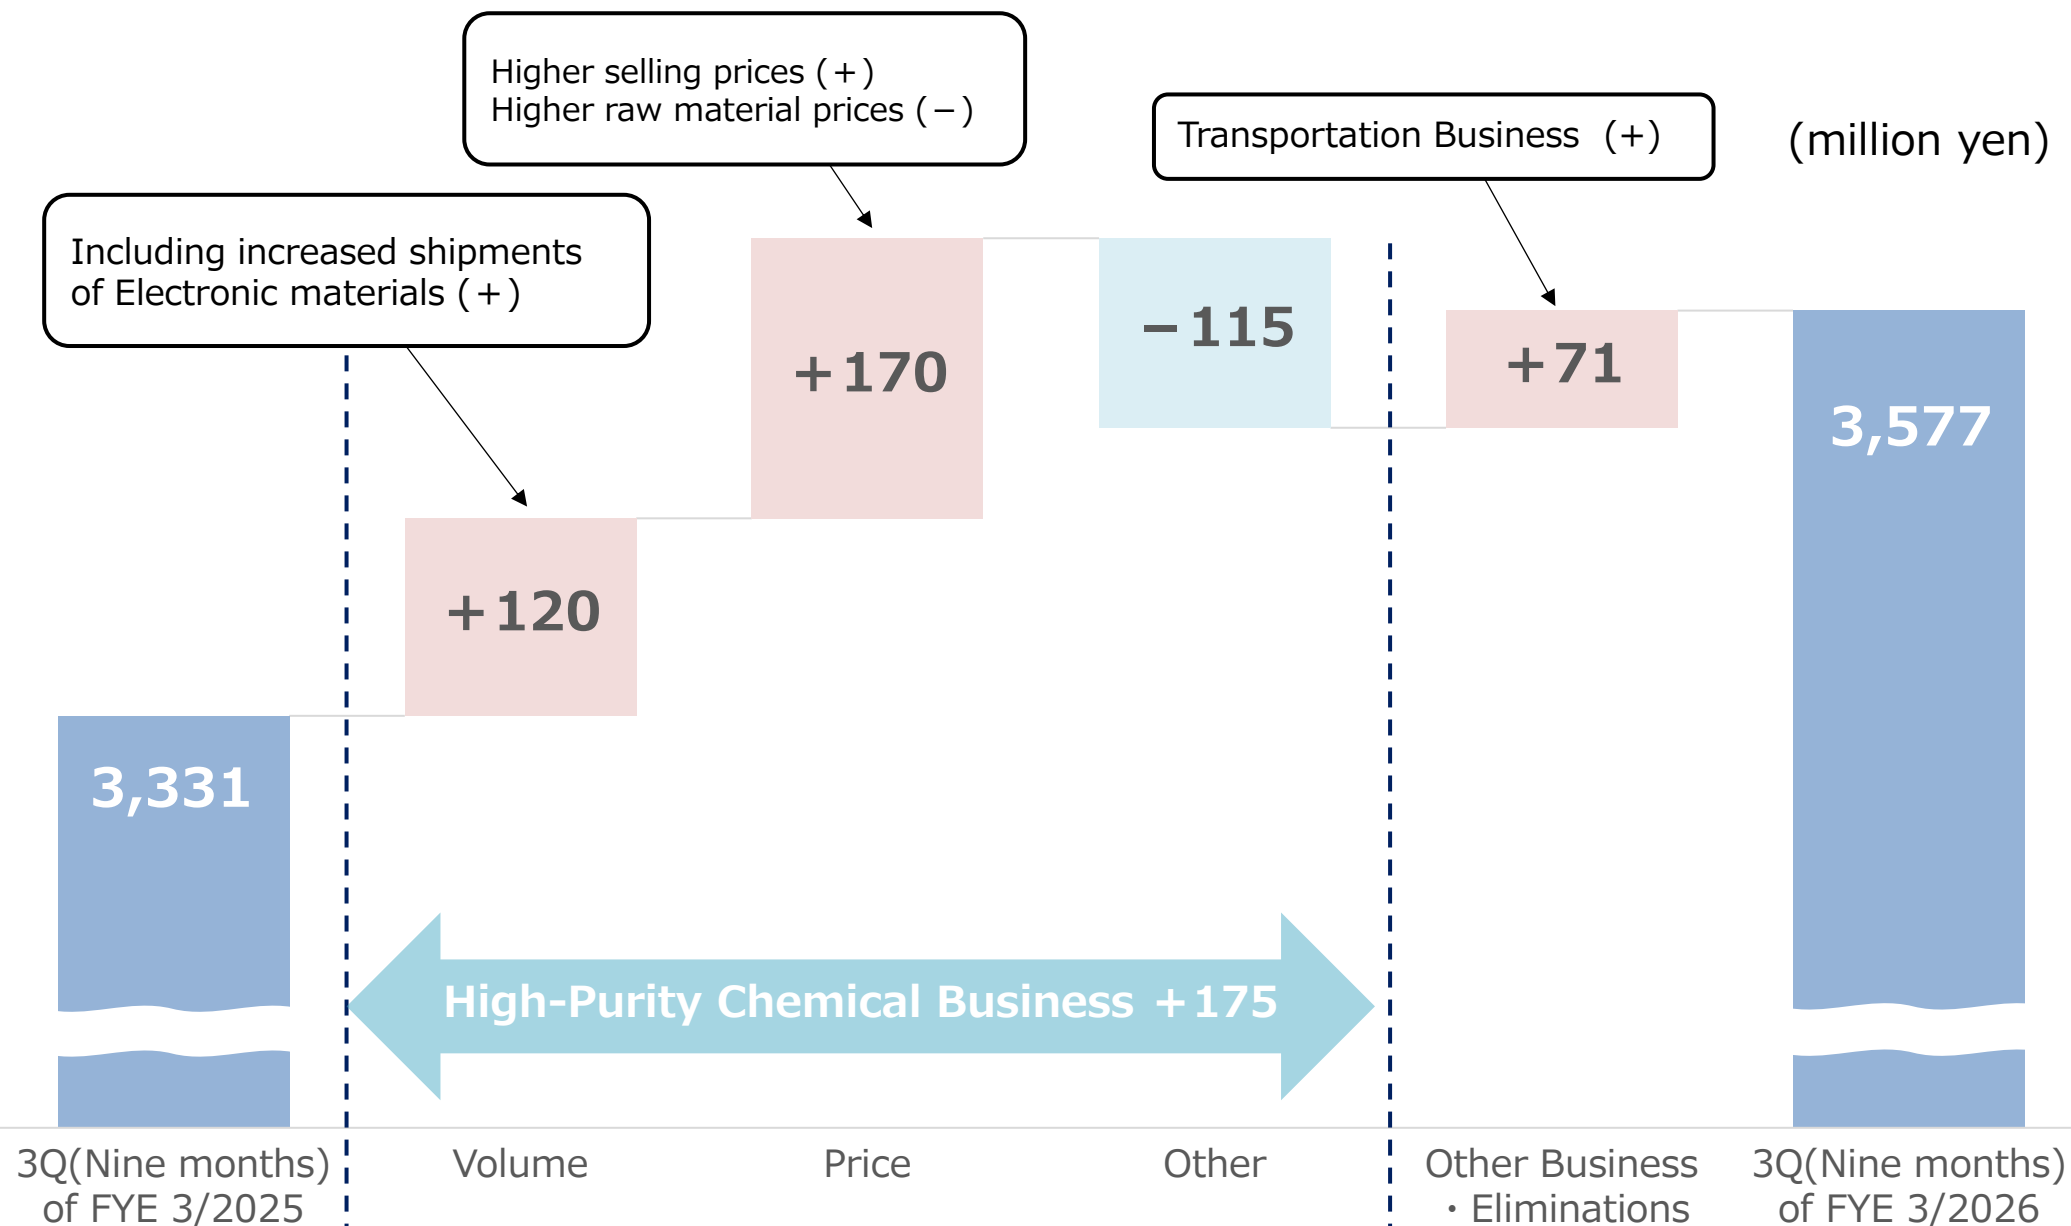 Higher selling prices (+)
Higher raw material prices (−)
Transportation Business (+)
(million yen)
Including increased shipments
of Electronic materials (+)
−115
+170
+71
3,577
+120
3,331
High-Purity Chemical Business +175
3Q(Nine months)
of FYE 3/2025
Volume
Price
Other
Other Business
・Eliminations
3Q(Nine months)
of FYE 3/2026